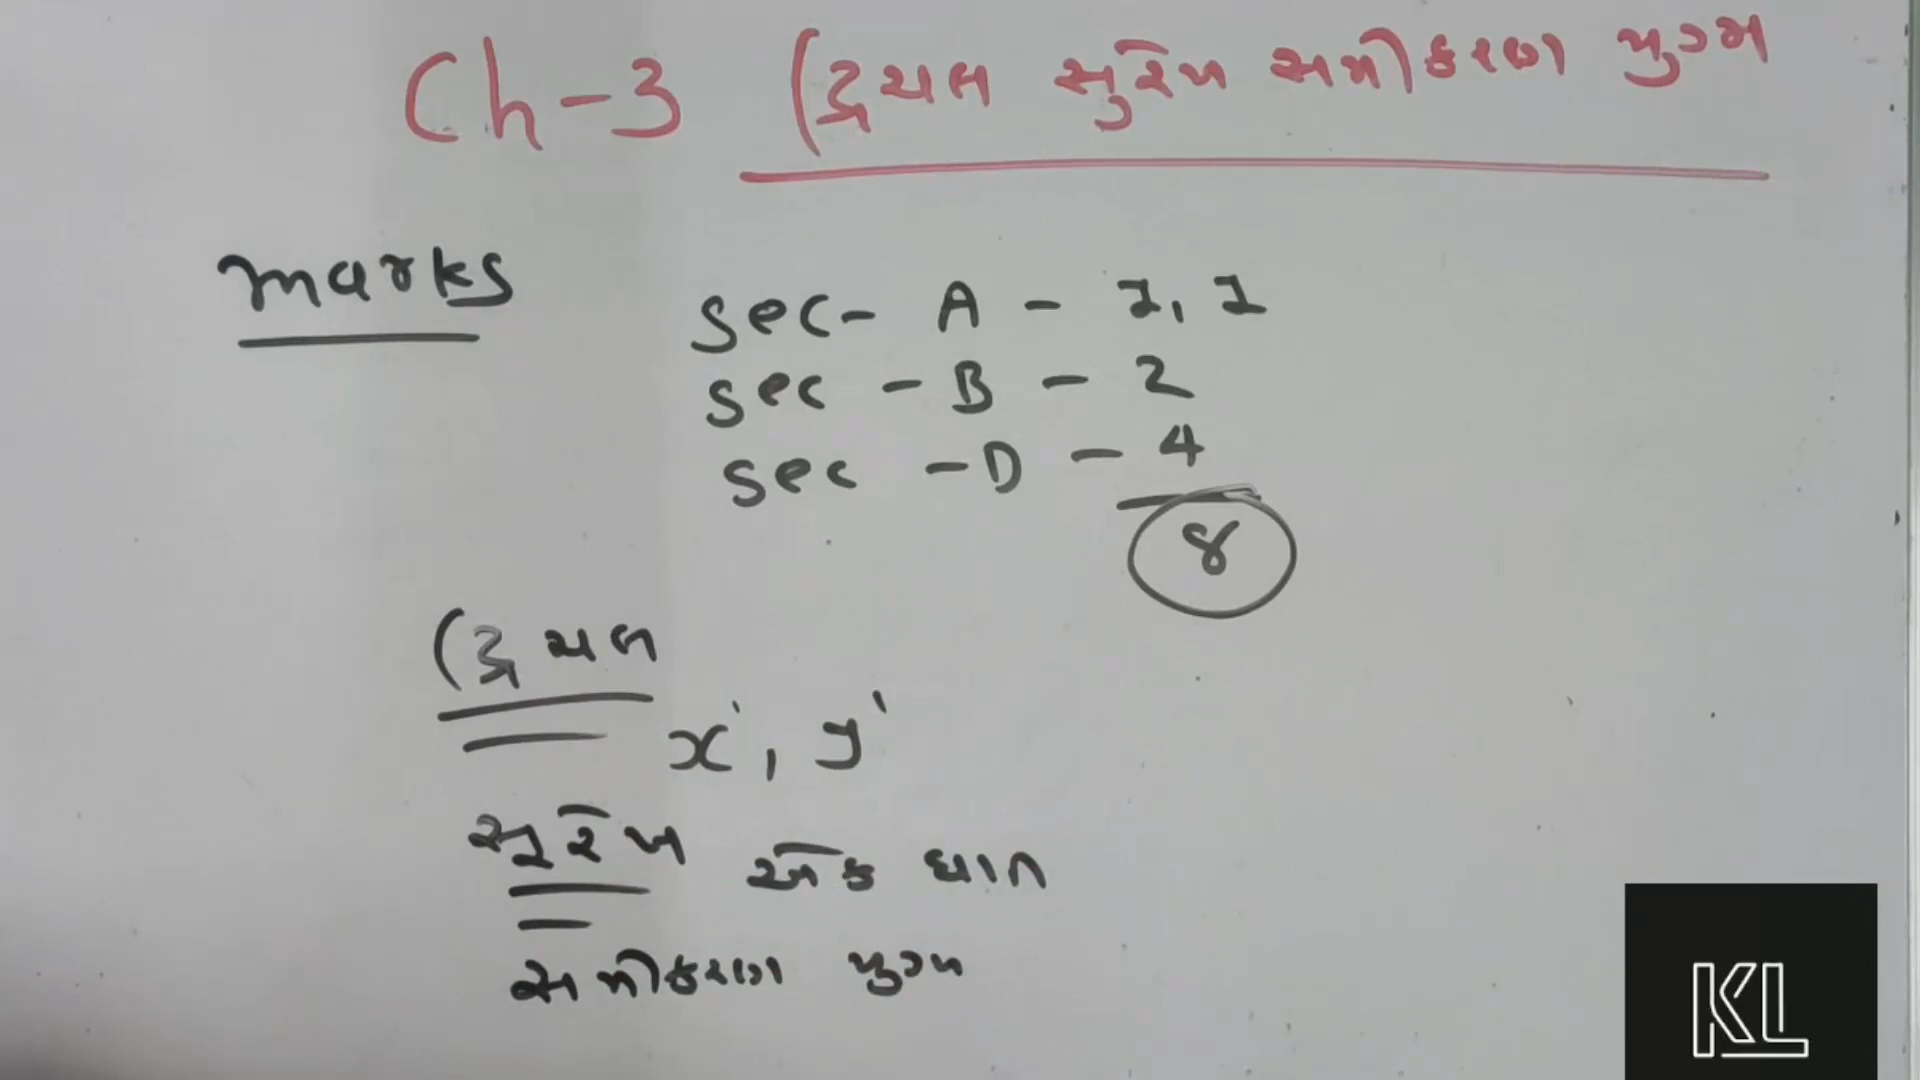 Ch-3 દ્વિચલ સુરેખ સમીકરણ યુગ્મ
marks
sec- A - 1, 1
sec - B - 2
sec - D - 4
8
દ્વિચલ
x', y'
સુરેખ એક ઘાત
સમીકરણ યુગ્મ
KL